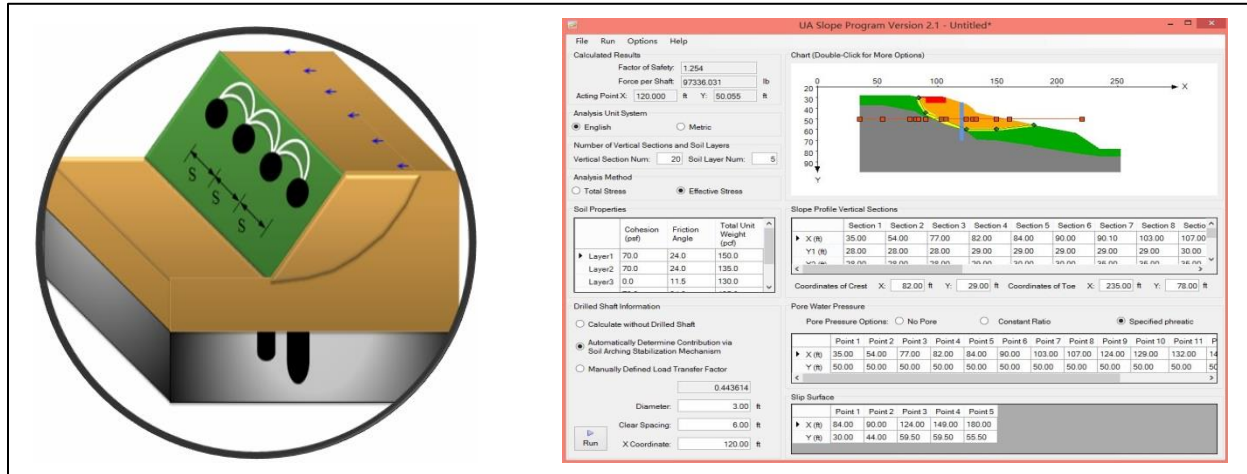 S
S
S
UA Slope Program Version 2.1 - Untitled*
File Run Options Help
Calculated Results
Factor of Safety: 1.254
Force per Shaft: 97336.031 lb
Acting Point X: 120.000 ft Y: 50.055 ft
Analysis Unit System
English Metric
Number of Vertical Sections and Soil Layers
Vertical Section Num: 20 Soil Layer Num: 5
Analysis Method
Total Stress Effective Stress
Soil Properties
Cohesion (psf) Friction Angle Total Unit Weight (pcf)
Layer1 70.0 24.0 150.0
Layer2 70.0 24.0 135.0
Layer3 0.0 11.5 130.0
Drilled Shaft Information
Calculate without Drilled Shaft
Automatically Determine Contribution via
Soil Arching Stabilization Mechanism
Manually Defined Load Transfer Factor
0.443614
Diameter: 3.00 ft
Clear Spacing: 6.00 ft
Run
X Coordinate: 120.00 ft
Chart (Double-Click for More Options)
0 50 100 150 200 250 X
20
30
40
50
60
70
80
90
Y
Slope Profile Vertical Sections
Section 1 Section 2 Section 3 Section 4 Section 5 Section 6 Section 7 Section 8 Sectio
X (ft) 35.00 54.00 77.00 82.00 84.00 90.00 90.10 103.00 107.00
Y1 (ft) 28.00 28.00 28.00 29.00 29.00 29.00 29.00 29.00 30.00
Coordinates of Crest X: 82.00 ft Y: 29.00 ft Coordinates of Toe X: 235.00 ft Y: 78.00 ft
Pore Water Pressure
Pore Pressure Options: No Pore Constant Ratio Specified phreatic
Point 1 Point 2 Point 3 Point 4 Point 5 Point 6 Point 7 Point 8 Point 9 Point 10 Point 11 P
X (ft) 35.00 54.00 77.00 82.00 84.00 90.00 103.00 107.00 124.00 129.00 132.00 14
Y (ft) 50.00 50.00 50.00 50.00 50.00 50.00 50.00 50.00 50.00 50.00 50.00 50
Slip Surface
Point 1 Point 2 Point 3 Point 4 Point 5
X (ft) 84.00 90.00 124.00 149.00 180.00
Y (ft) 30.00 44.00 59.50 59.50 55.50